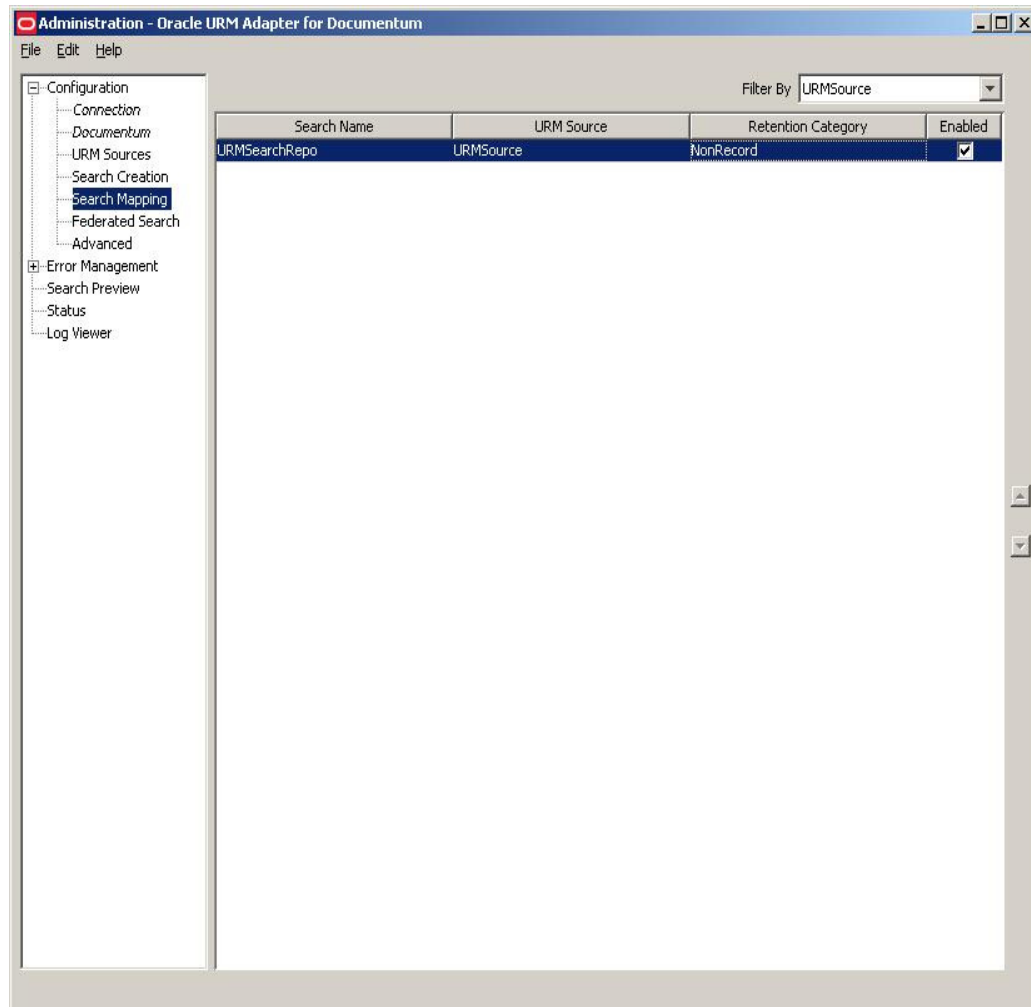 Administration - Oracle URM Adapter for Documentum
File Edit Help
Configuration
Connection
Documentum
URM Sources
Search Creation
Search Mapping
Federated Search
Advanced
Error Management
Search Preview
Status
Log Viewer
Filter By URMSource
Search Name URM Source Retention Category Enabled
URMSearchRepo URMSource NonRecord